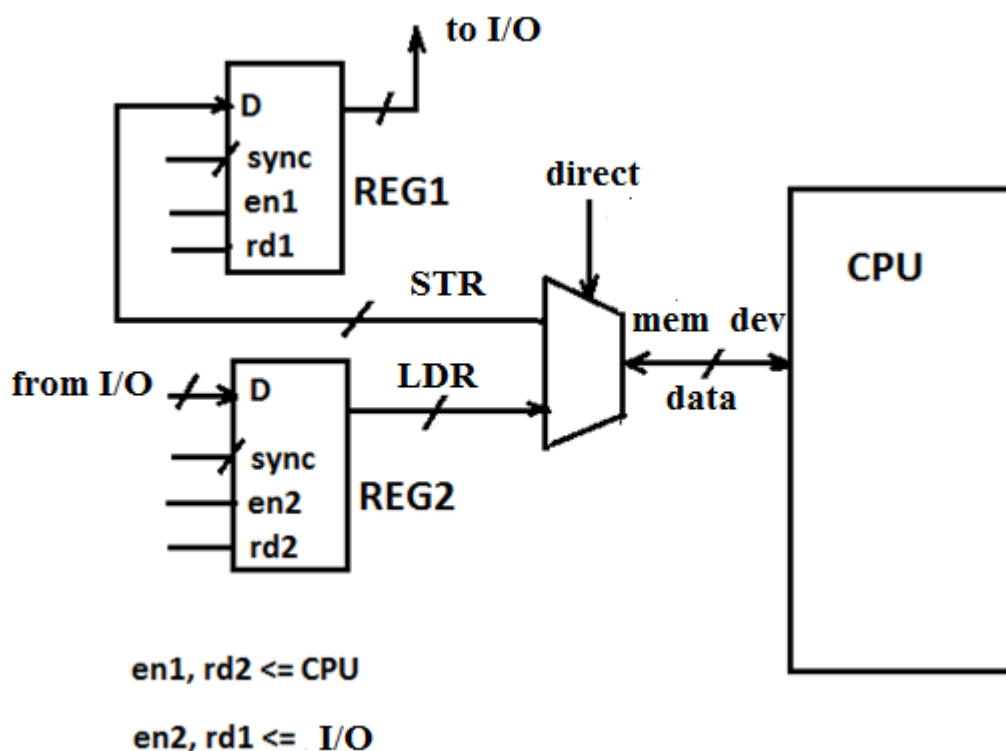 to I/O
D
sync
en1
rd1
REG1
direct
CPU
STR
mem dev
data
from I/O
D
LDR
sync
en2
rd2
REG2
en1, rd2 <= CPU
en2, rd1 <= I/O